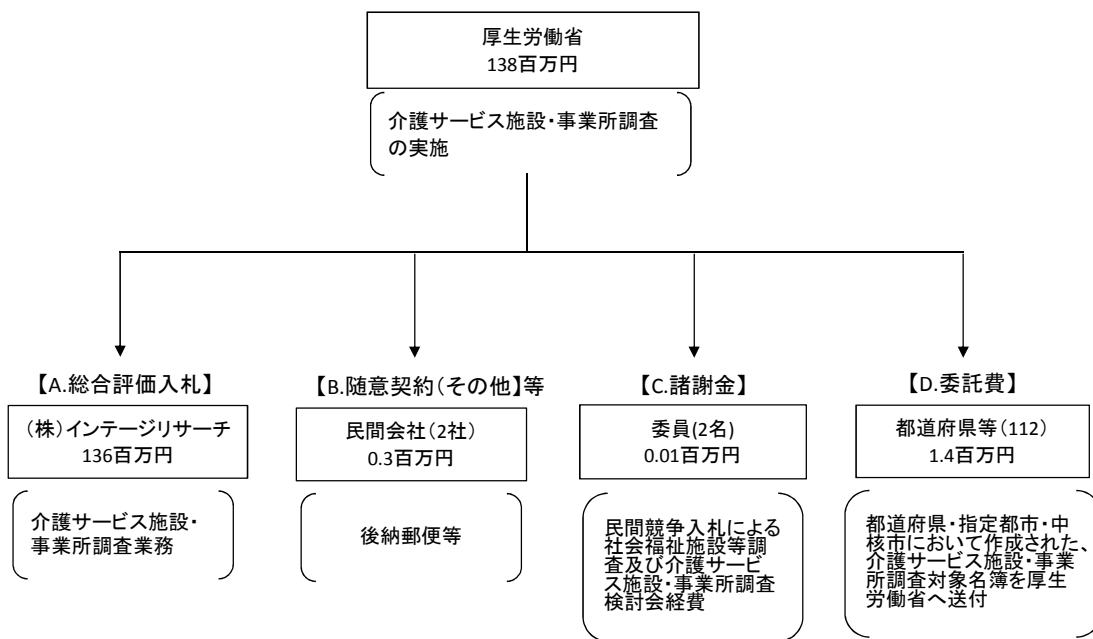 厚生労働省
138百万円
介護サービス施設・事業所調査
の実施
【A.総合評価入札】
(株)インテージリサーチ
136百万円
介護サービス施設・
事業所調査業務
【B.随意契約(その他】等
民間会社(2社)
0.3百万円
後納郵便等
【C.諸謝金】
委員(2名)
0.01百万円
民間競争入札による
社会福祉施設等調
査及び介護サービ
ス施設・事業所調査
検討会経費
【D.委託費】
都道府県等(112)
1.4百万円
都道府県・指定都市・中
核市において作成された、
介護サービス施設・事業
所調査対象名簿を厚生
労働省へ送付